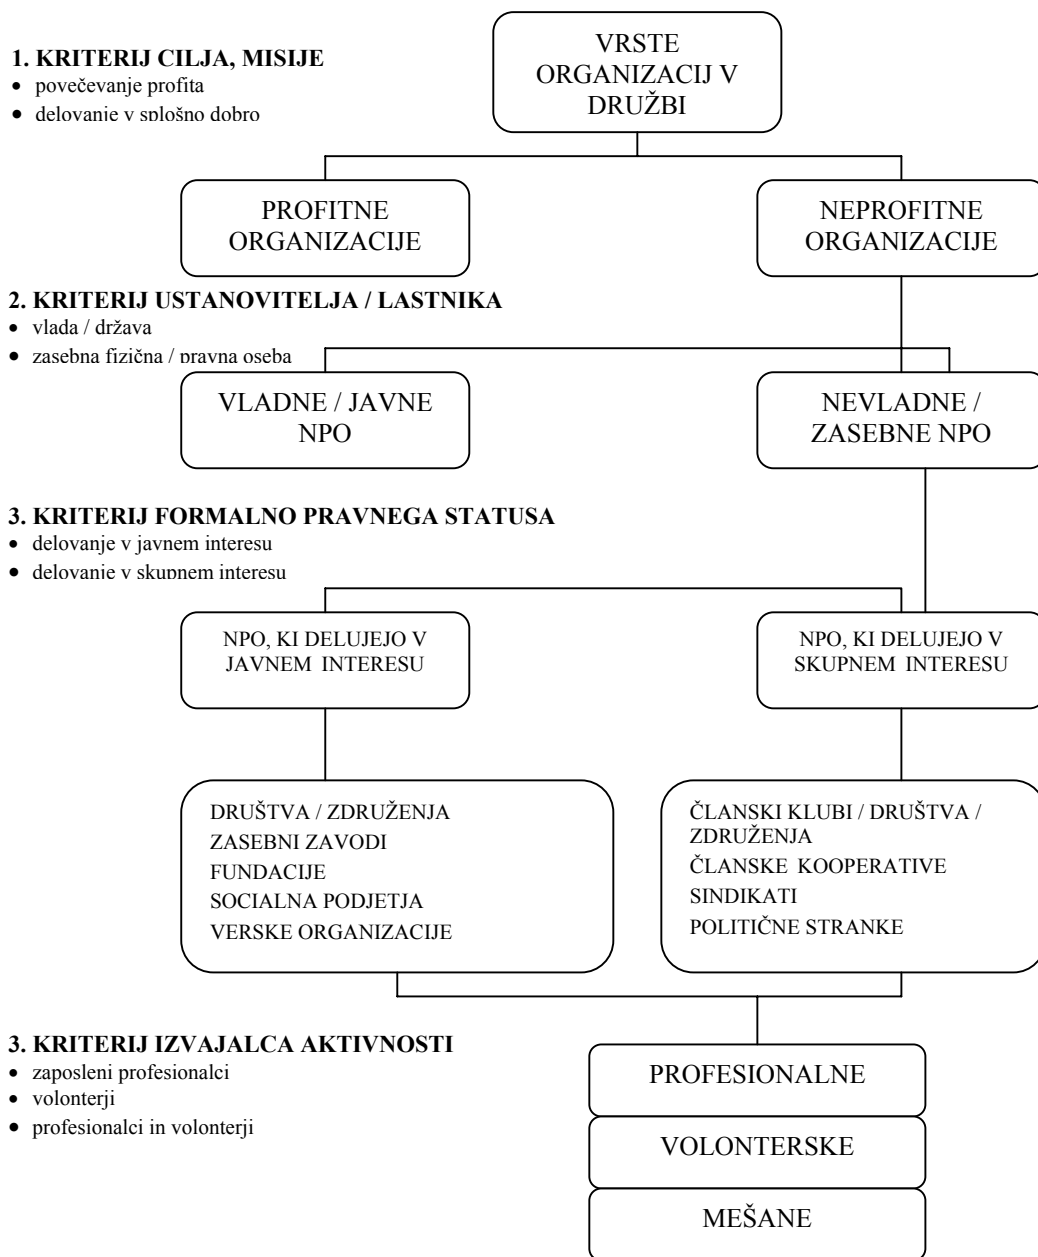 VRSTE
ORGANIZACIJ V
DRUŽBI
1. KRITERIJ CILJA, MISIJE
• povečevanje profita
• delovanje v splošno dobro
PROFITNE
ORGANIZACIJE
NEPROFITNE
ORGANIZACIJE
2. KRITERIJ USTANOVITELJA / LASTNIKA
• vlada / država
• zasebna fizična / pravna oseba
VLADNE / JAVNE
NPO
NEVLADNE /
ZASEBNE NPO
3. KRITERIJ FORMALNO PRAVNEGA STATUSA
• delovanje v javnem interesu
• delovanje v skupnem interesu
NPO, KI DELUJEJO V
JAVNEM INTERESU
NPO, KI DELUJEJO V
SKUPNEM INTERESU
DRUŠTVA / ZDRUŽENJA
ZASEBNI ZAVODI
FUNDACIJE
SOCIALNA PODJETJA
VERSKE ORGANIZACIJE
ČLANSKI KLUBI / DRUŠTVA /
ZDRUŽENJA
ČLANSKE KOOPERATIVE
SINDIKATI
POLITIČNE STRANKE
3. KRITERIJ IZVAJALCA AKTIVNOSTI
• zaposleni profesionalci
• volonterji
• profesionalci in volonterji
PROFESIONALNE
VOLONTERSKE
MEŠANE